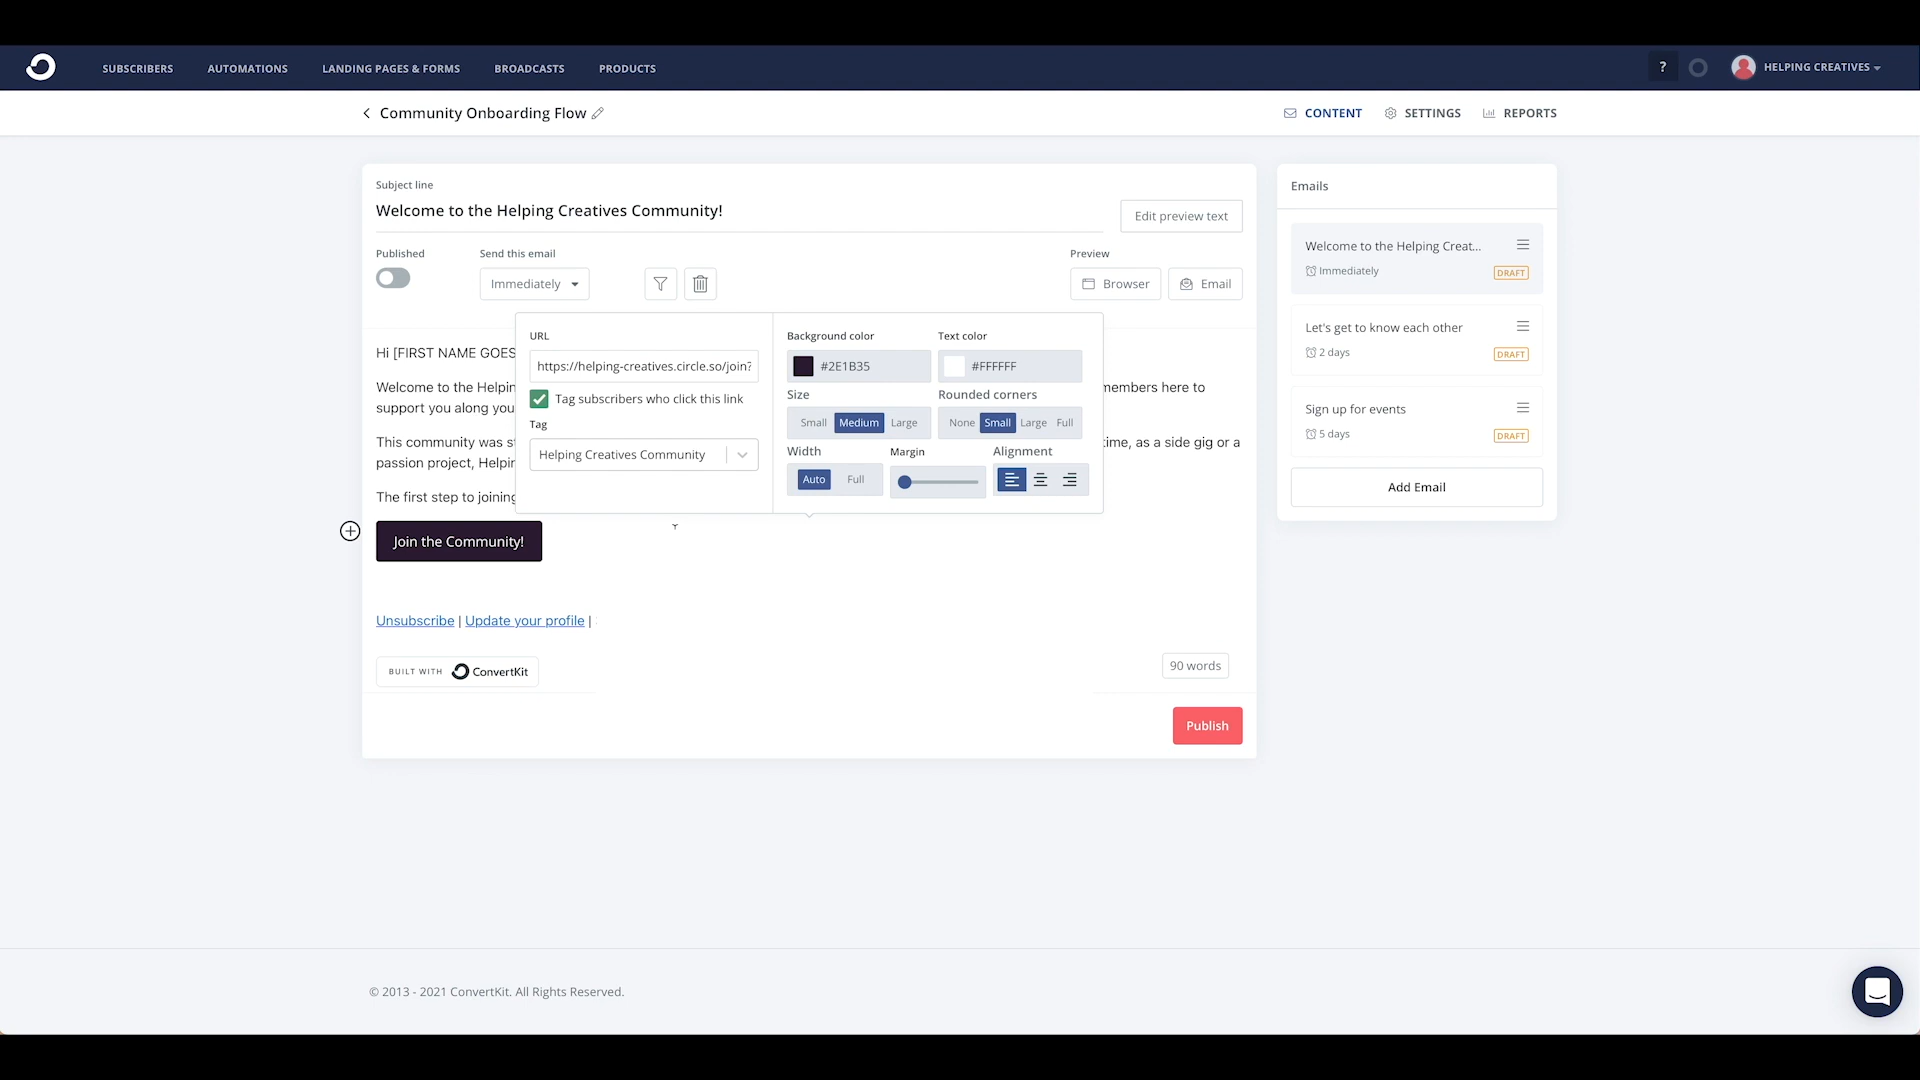 SUBSCRIBERS AUTOMATIONS LANDING PAGES & FORMS BROADCASTS PRODUCTS ? HELPING CREATIVES
Community Onboarding Flow CONTENT SETTINGS REPORTS
Subject line
Welcome to the Helping Creatives Community!
Edit preview text
Published Send this email Preview
Immediately Browser Email
Hi [FIRST NAME GOES
Welcome to the Helpin
members here to
support you along you
This community was s
time, as a side gig or a
passion project, Helpin
The first step to joining
URL
https://helping-creatives.circle.so/join?
Tag subscribers who click this link
Tag
Helping Creatives Community
Background color Text color
#2E1B35 #FFFFFF
Size Rounded corners
Small Medium Large None Small Large Full
Width Margin Alignment
Auto Full
Join the Community!
Unsubscribe | Update your profile |
BUILT WITH ConvertKit
90 words
Publish
Emails
Welcome to the Helping Creat...
Immediately DRAFT
Let's get to know each other
2 days DRAFT
Sign up for events
5 days DRAFT
Add Email
© 2013 - 2021 ConvertKit. All Rights Reserved.